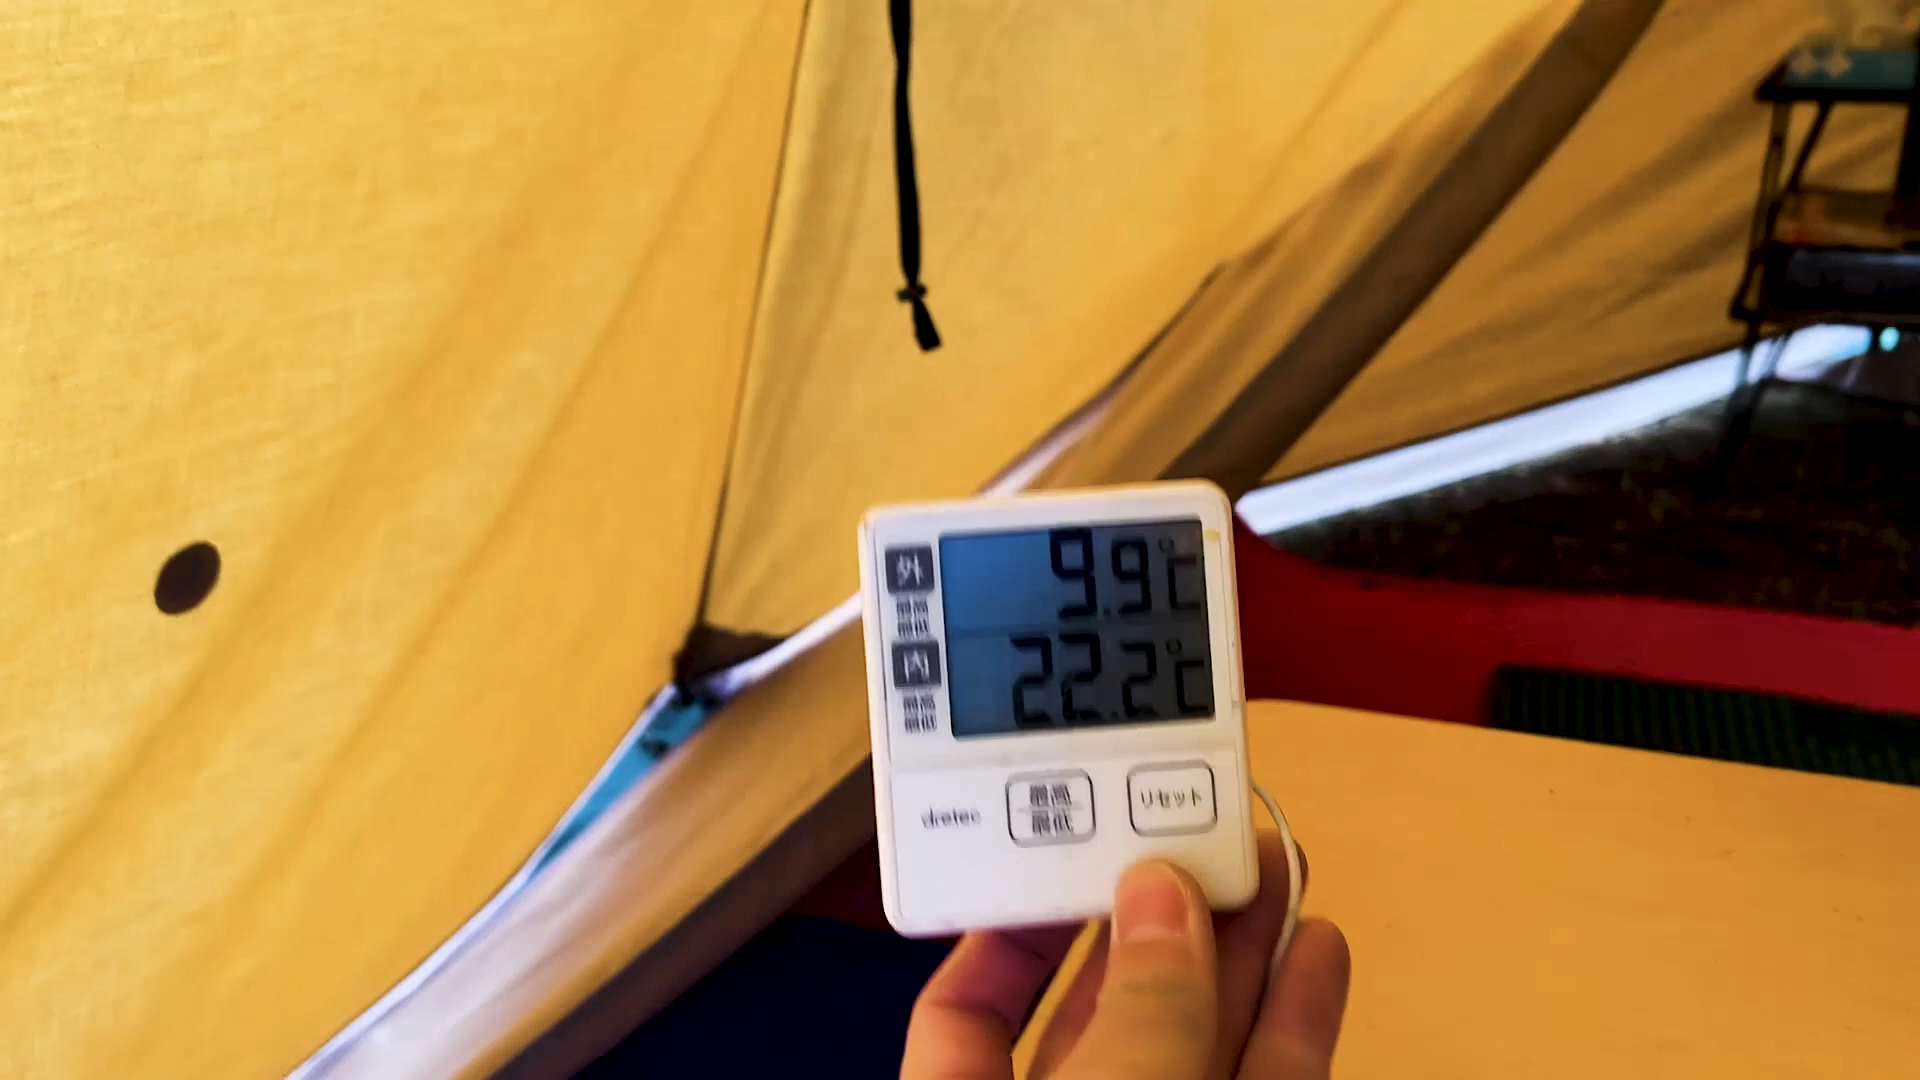 外
9.9℃
最高
最低
内
22.2℃
最高
最低
dretec
最高
最低
リセット